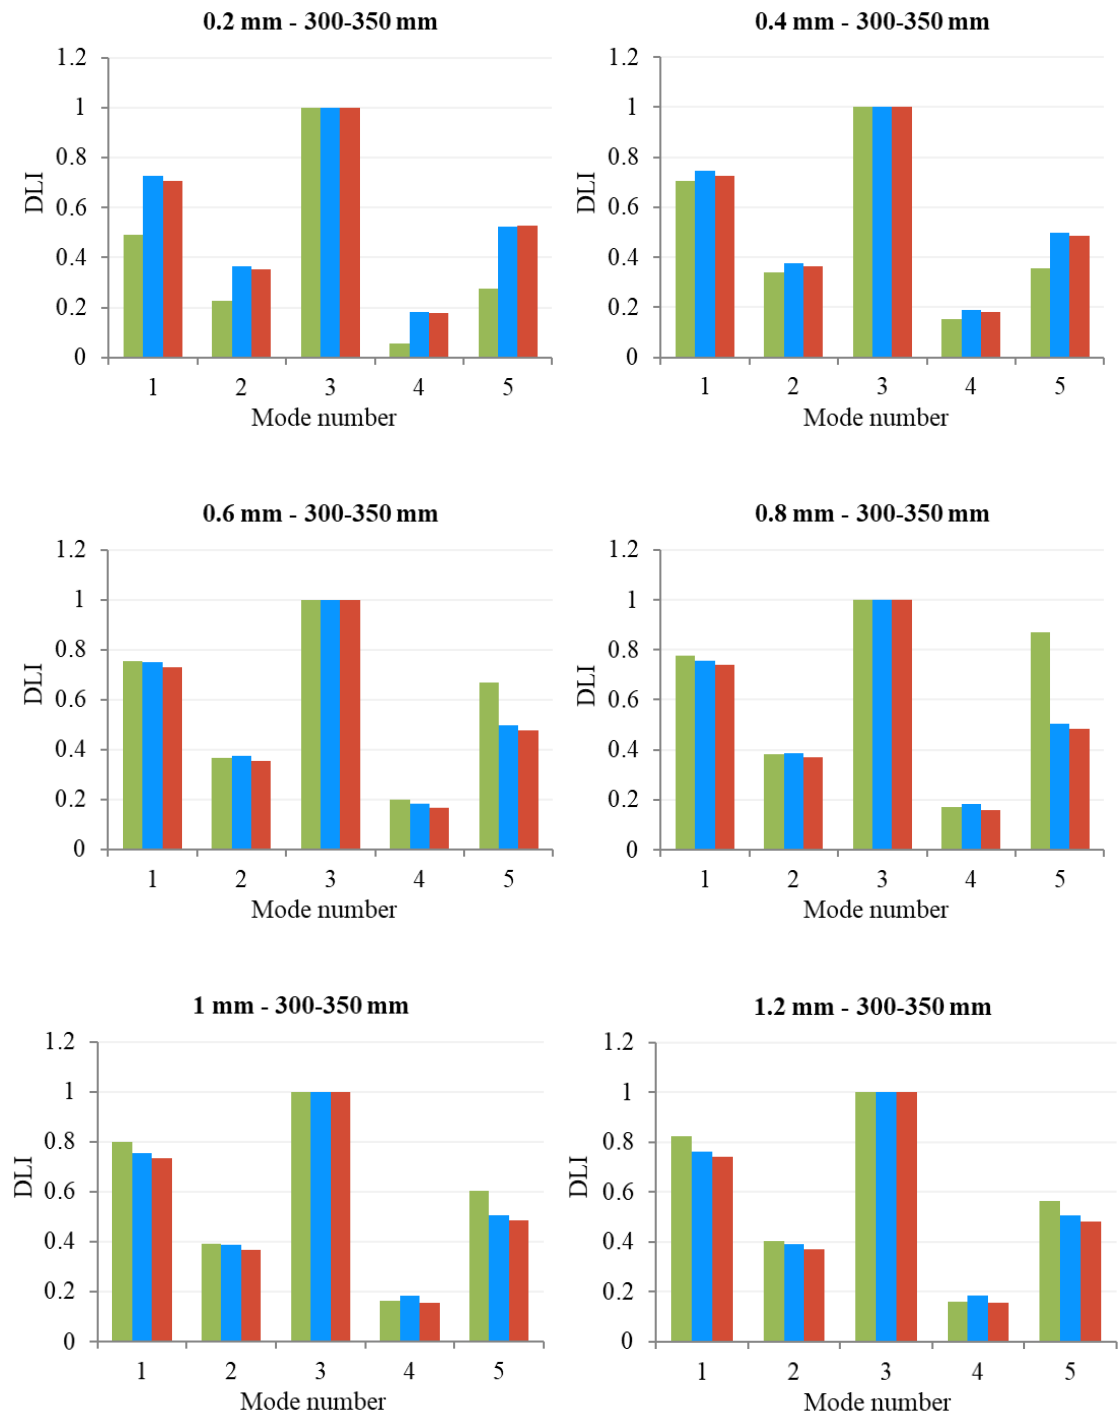 0.2 mm - 300-350 mm
1.2
1
0.8
0.6
0.4
0.2
0
DLI
1 2 3 4 5
Mode number
0.4 mm - 300-350 mm
1.2
1
0.8
0.6
0.4
0.2
0
DLI
1 2 3 4 5
Mode number
0.6 mm - 300-350 mm
1.2
1
0.8
0.6
0.4
0.2
0
DLI
1 2 3 4 5
Mode number
0.8 mm - 300-350 mm
1.2
1
0.8
0.6
0.4
0.2
0
DLI
1 2 3 4 5
Mode number
1 mm - 300-350 mm
1.2
1
0.8
0.6
0.4
0.2
0
DLI
1 2 3 4 5
Mode number
1.2 mm - 300-350 mm
1.2
1
0.8
0.6
0.4
0.2
0
DLI
1 2 3 4 5
Mode number